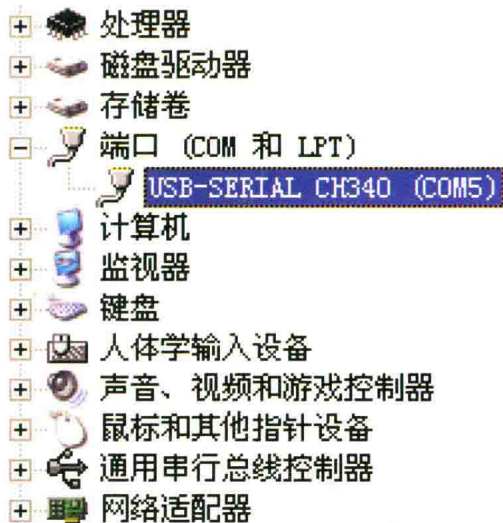 处理器
磁盘驱动器
存储卷
端口 (COM 和 LPT)
USB-SERIAL CH340 (COM5)
计算机
监视器
键盘
人体学输入设备
声音、视频和游戏控制器
鼠标和其他指针设备
通用串行总线控制器
网络适配器